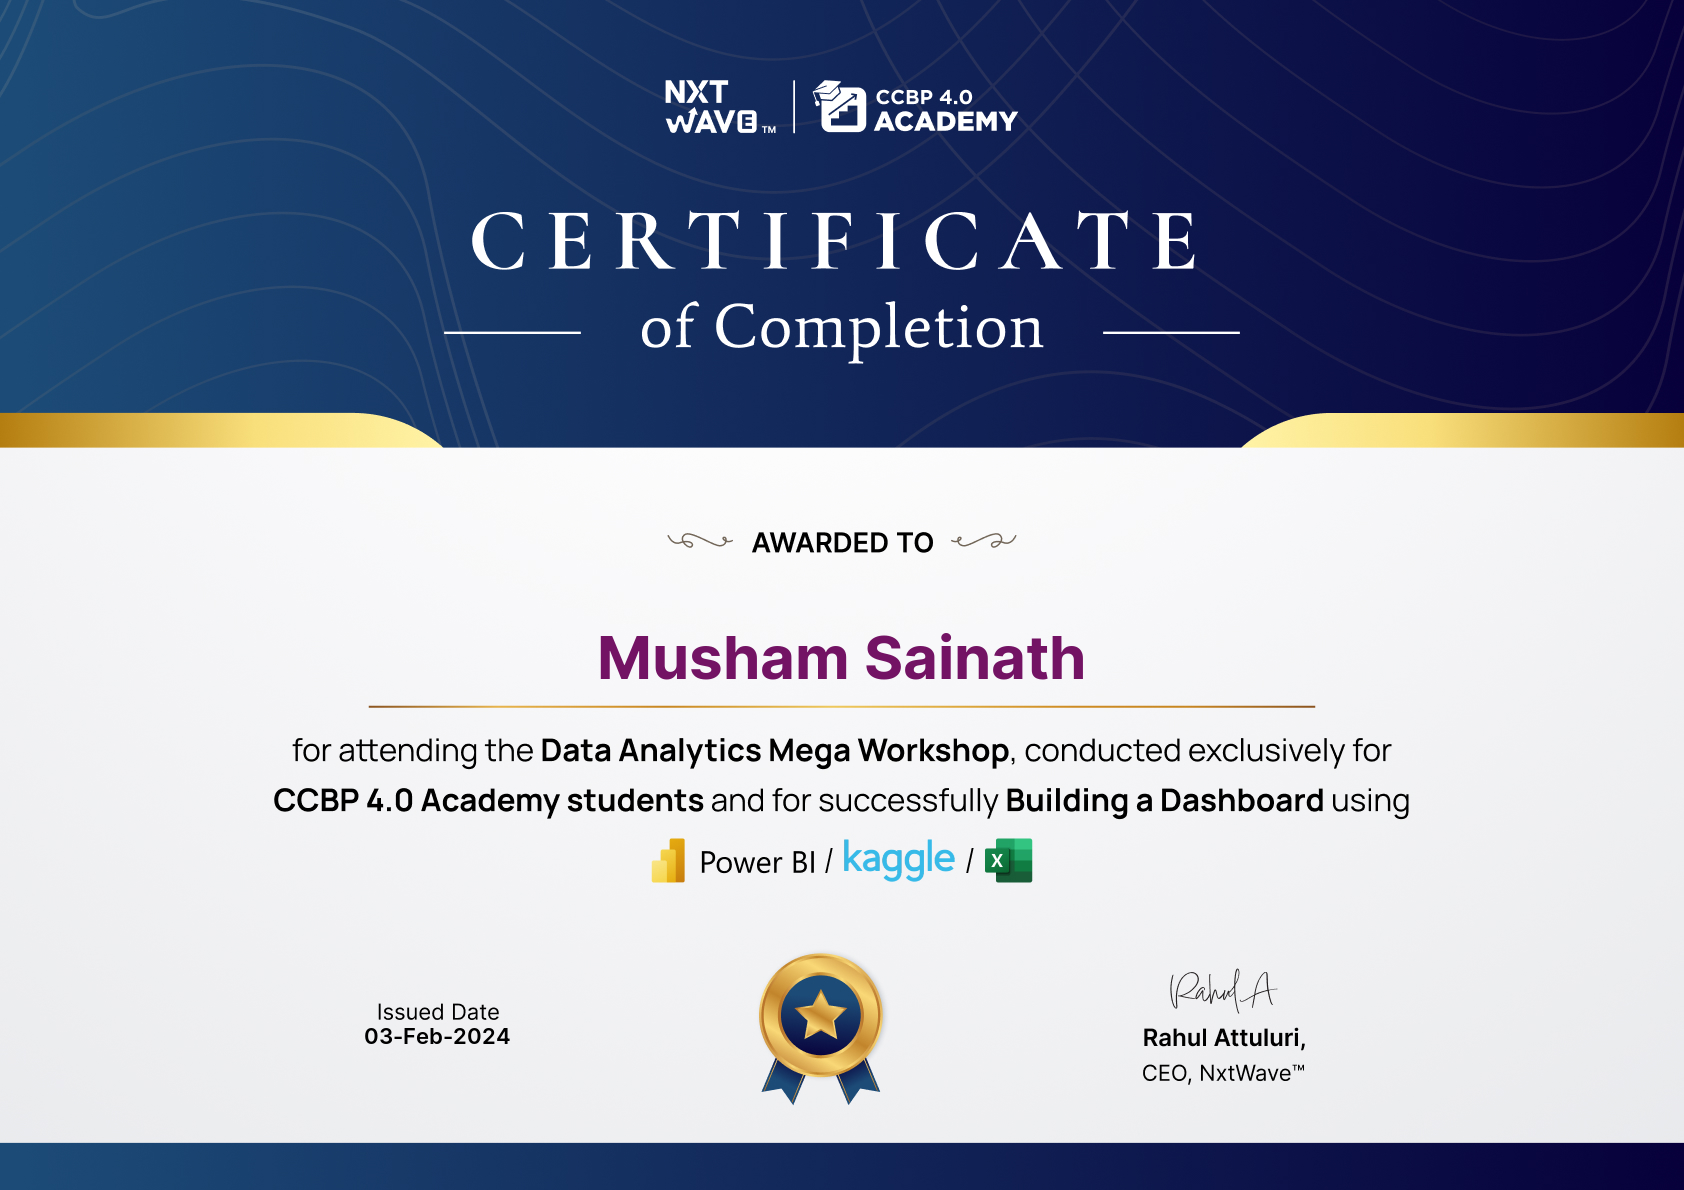 NXT
WAVE™
CCBP 4.0
ACADEMY
CERTIFICATE
of Completion
AWARDED TO
Musham Sainath
for attending the Data Analytics Mega Workshop, conducted exclusively for
CCBP 4.0 Academy students and for successfully Building a Dashboard using
Power BI / kaggle / X
Issued Date
03-Feb-2024
Rahul A
Rahul Attuluri,
CEO, NxtWave™